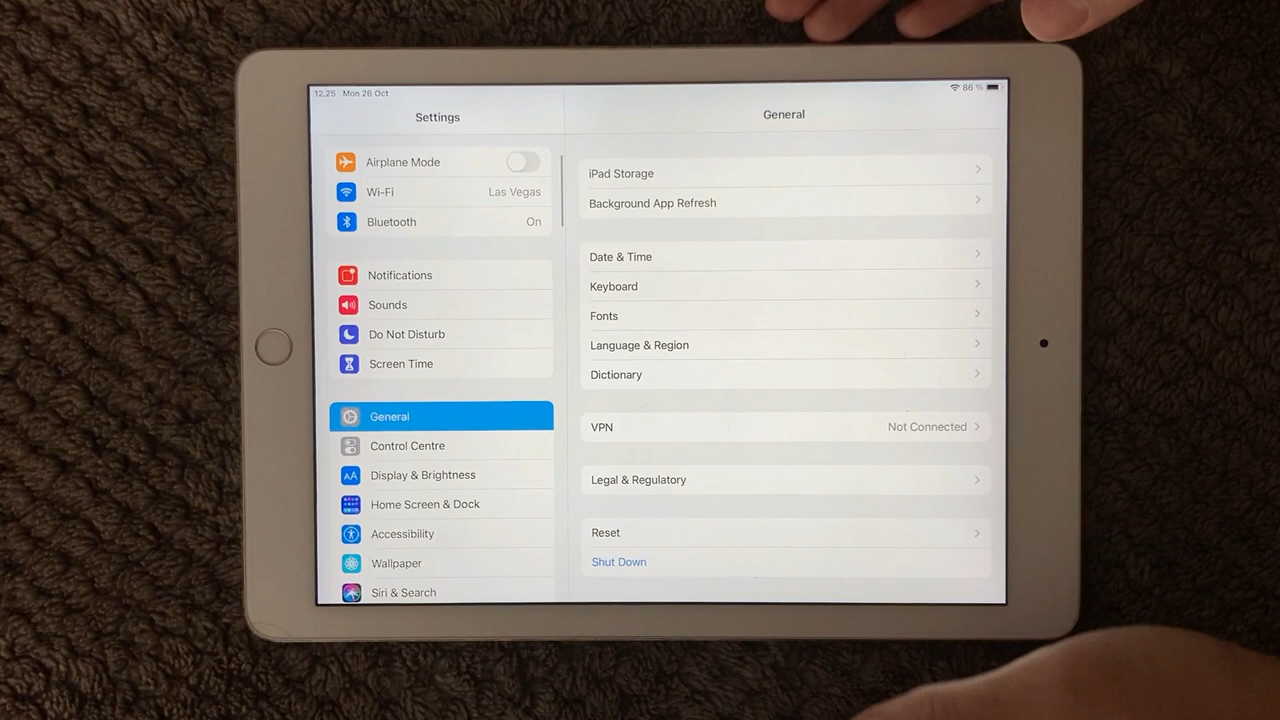 12.25 Mon 26 Oct
86 %
Settings
General
Airplane Mode
Wi-Fi Las Vegas
Bluetooth On
Notifications
Sounds
Do Not Disturb
Screen Time
General
Control Centre
AA Display & Brightness
Home Screen & Dock
Accessibility
Wallpaper
Siri & Search
iPad Storage
Background App Refresh
Date & Time
Keyboard
Fonts
Language & Region
Dictionary
VPN Not Connected
Legal & Regulatory
Reset
Shut Down